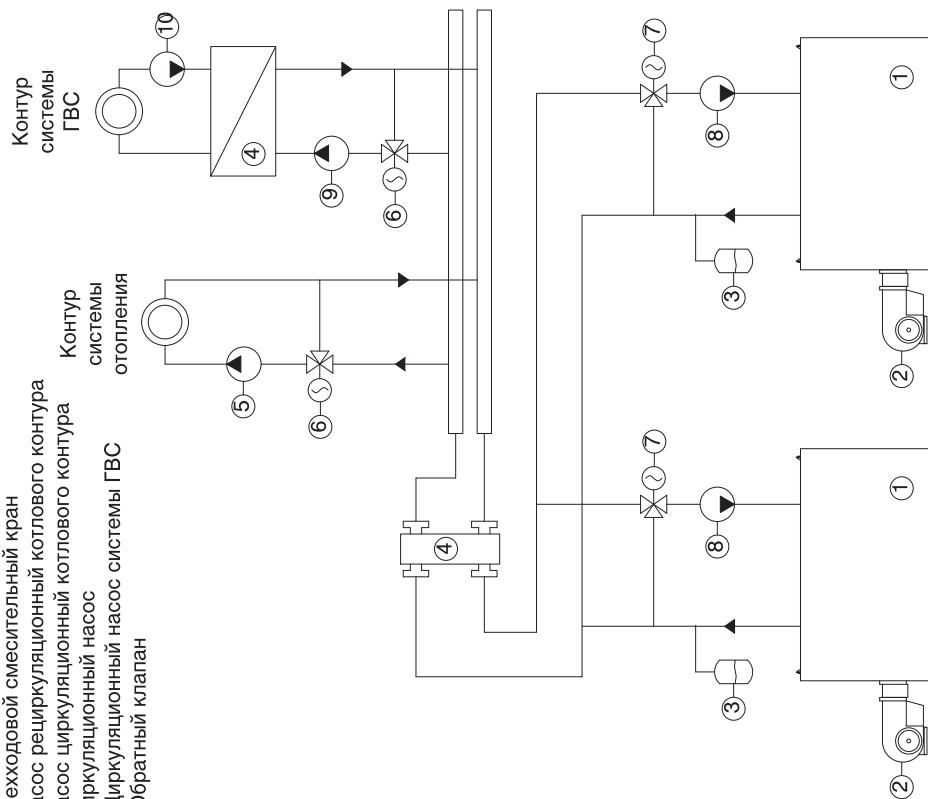 ехходовой смесительный кран
асос рециркуляционный котлового контура
асос циркуляционный котлового контура
иркуляционный насос
Циркуляционный насос системы ГВС
Обратный клапан
Контур
системы
отопления
Контур
системы
ГВС
10
4
9
6
5
6
4
7
8
3
1
2
7
8
3
1
2